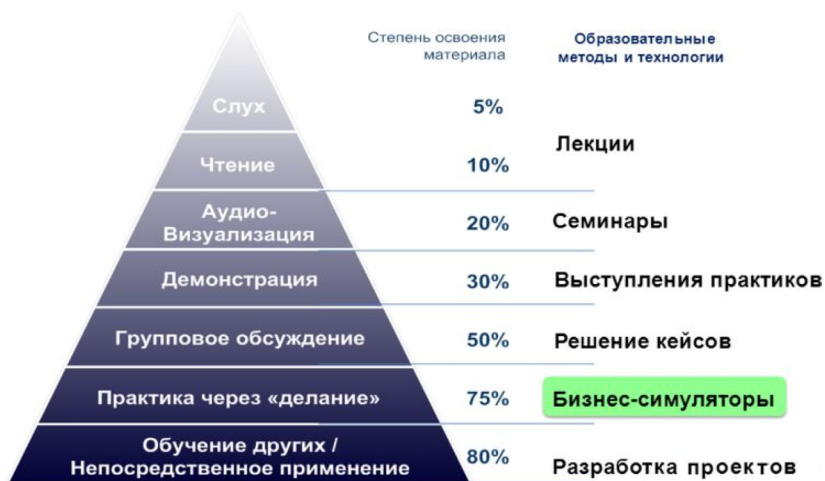 Степень освоения
материала
Образовательные
методы и технологии
Слух
5%
Лекции
Чтение
10%
Аудио-
Визуализация
20%
Семинары
Демонстрация
30%
Выступления практиков
Групповое обсуждение
50%
Решение кейсов
Практика через «делание»
75%
Бизнес-симуляторы
Обучение других /
Непосредственное применение
80%
Разработка проектов